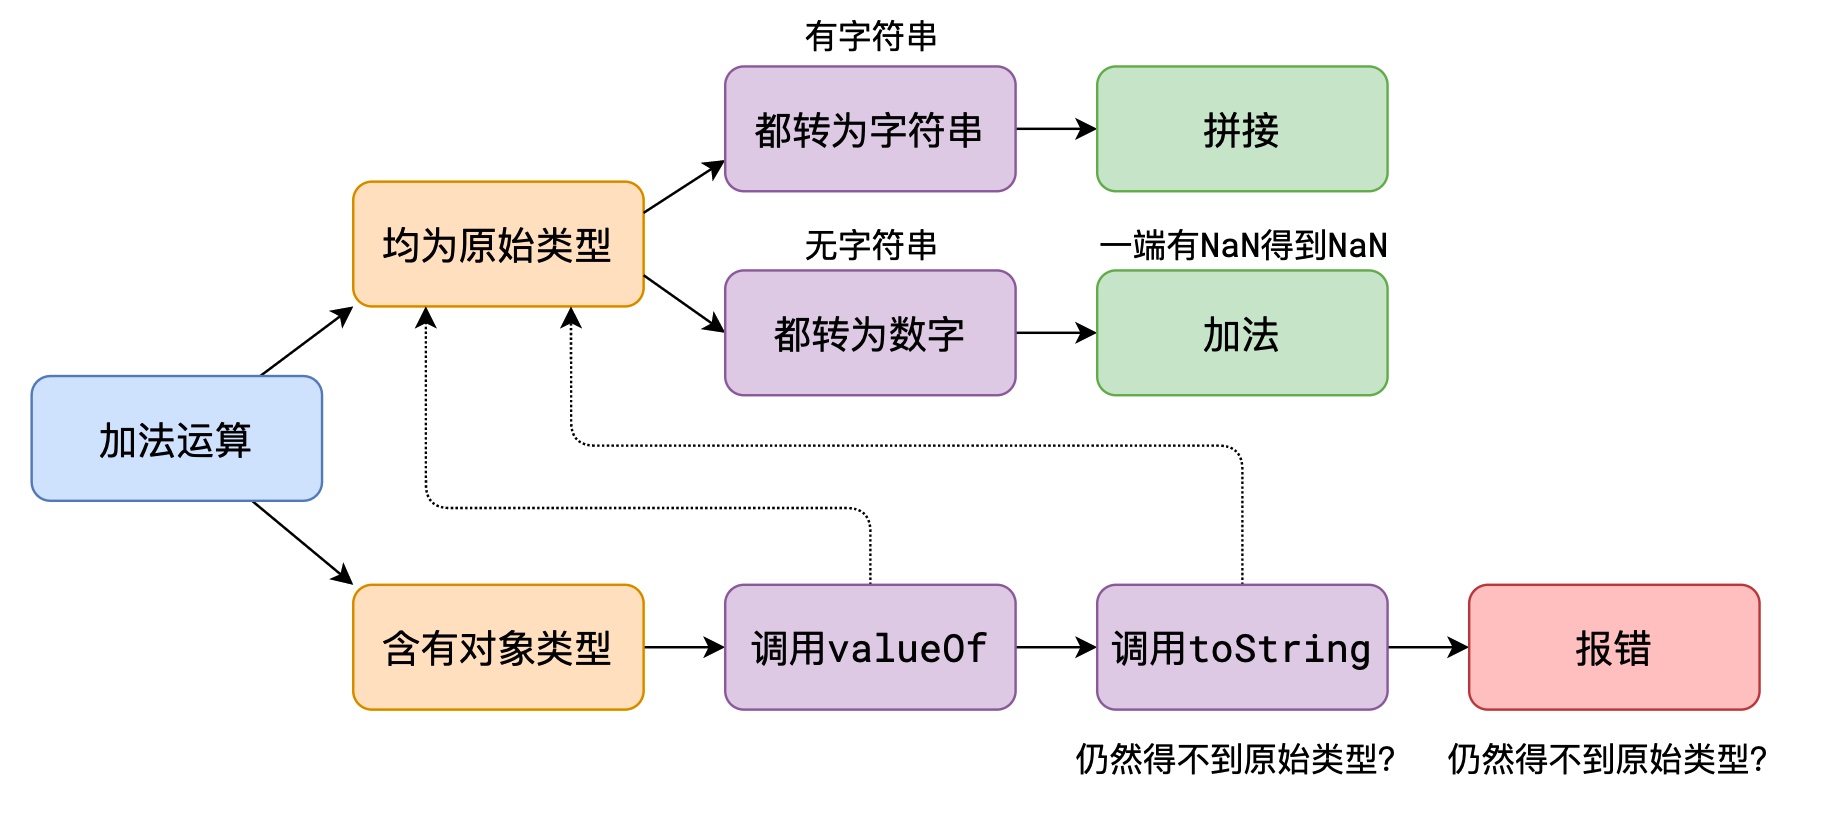 有字符串
都转为字符串
拼接
均为原始类型
无字符串
一端有NaN得到NaN
都转为数字
加法
加法运算
含有对象类型
调用valueOf
调用toString
报错
仍然得不到原始类型?
仍然得不到原始类型?